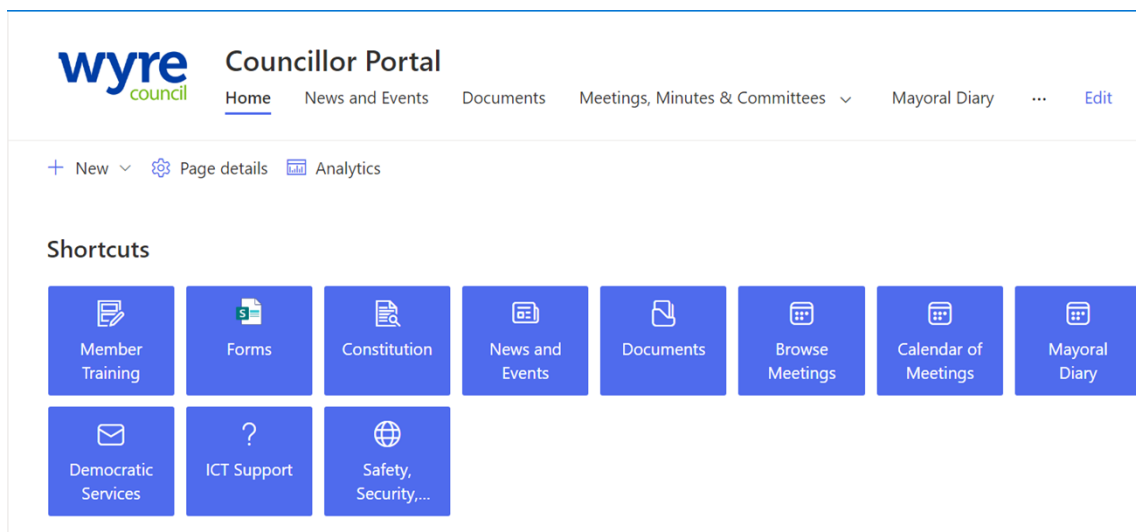 wyre
council
Councillor Portal
Home News and Events Documents Meetings, Minutes & Committees Mayoral Diary ... Edit
+ New Page details Analytics
Shortcuts
Member
Training
S
Forms
Constitution
News and
Events
Documents
Browse
Meetings
Calendar of
Meetings
Mayoral
Diary
Democratic
Services
?
ICT Support
Safety,
Security,...